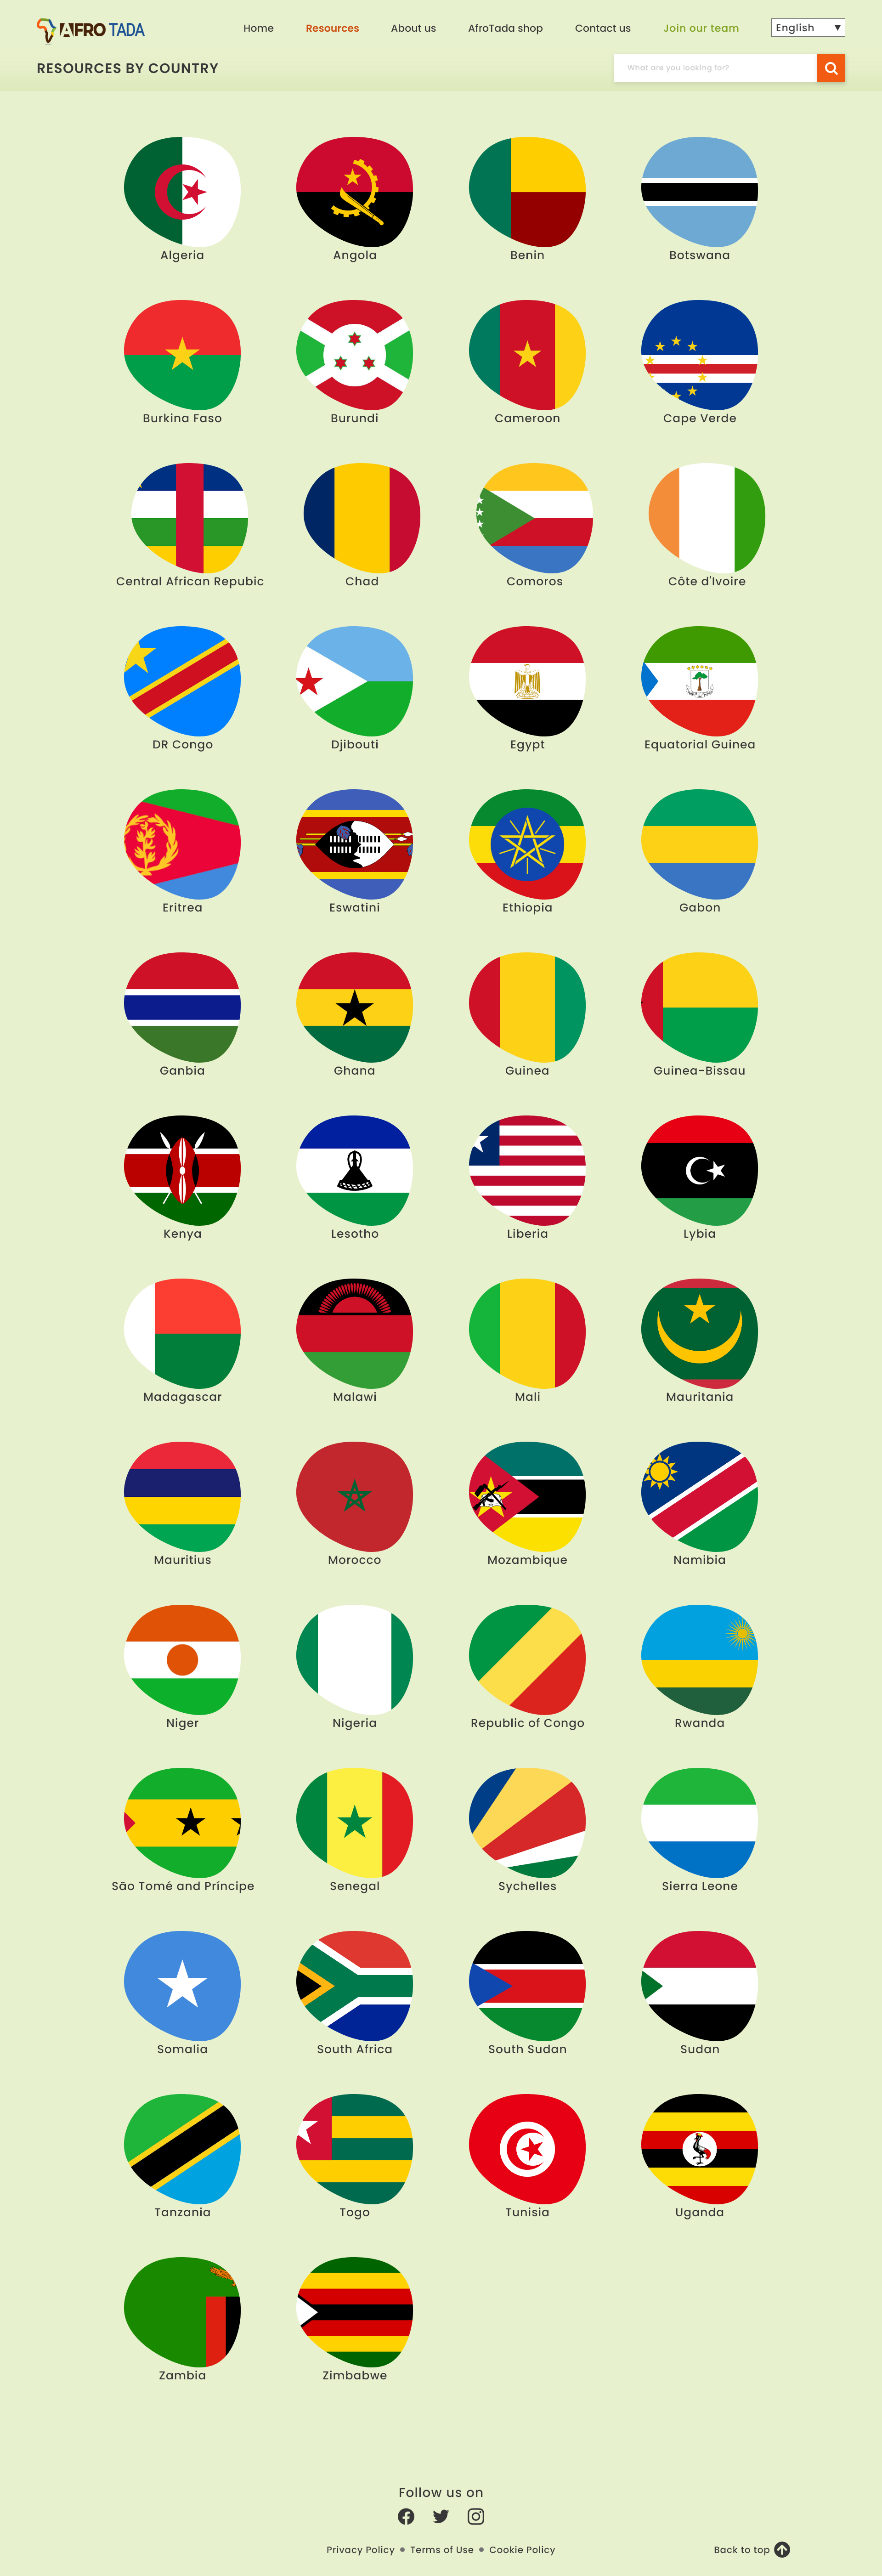 AFRO TADA
Home Resources About us AfroTada shop Contact us Join our team English
RESOURCES BY COUNTRY
What are you looking for?
Algeria Angola Benin Botswana
Burkina Faso Burundi Cameroon Cape Verde
Central African Repubic Chad Comoros Côte d'Ivoire
DR Congo Djibouti Egypt Equatorial Guinea
Eritrea Eswatini Ethiopia Gabon
Ganbia Ghana Guinea Guinea-Bissau
Kenya Lesotho Liberia Lybia
Madagascar Malawi Mali Mauritania
Mauritius Morocco Mozambique Namibia
Niger Nigeria Republic of Congo Rwanda
São Tomé and Príncipe Senegal Sychelles Sierra Leone
Somalia South Africa South Sudan Sudan
Tanzania Togo Tunisia Uganda
Zambia Zimbabwe
Follow us on
Privacy Policy • Terms of Use • Cookie Policy Back to top